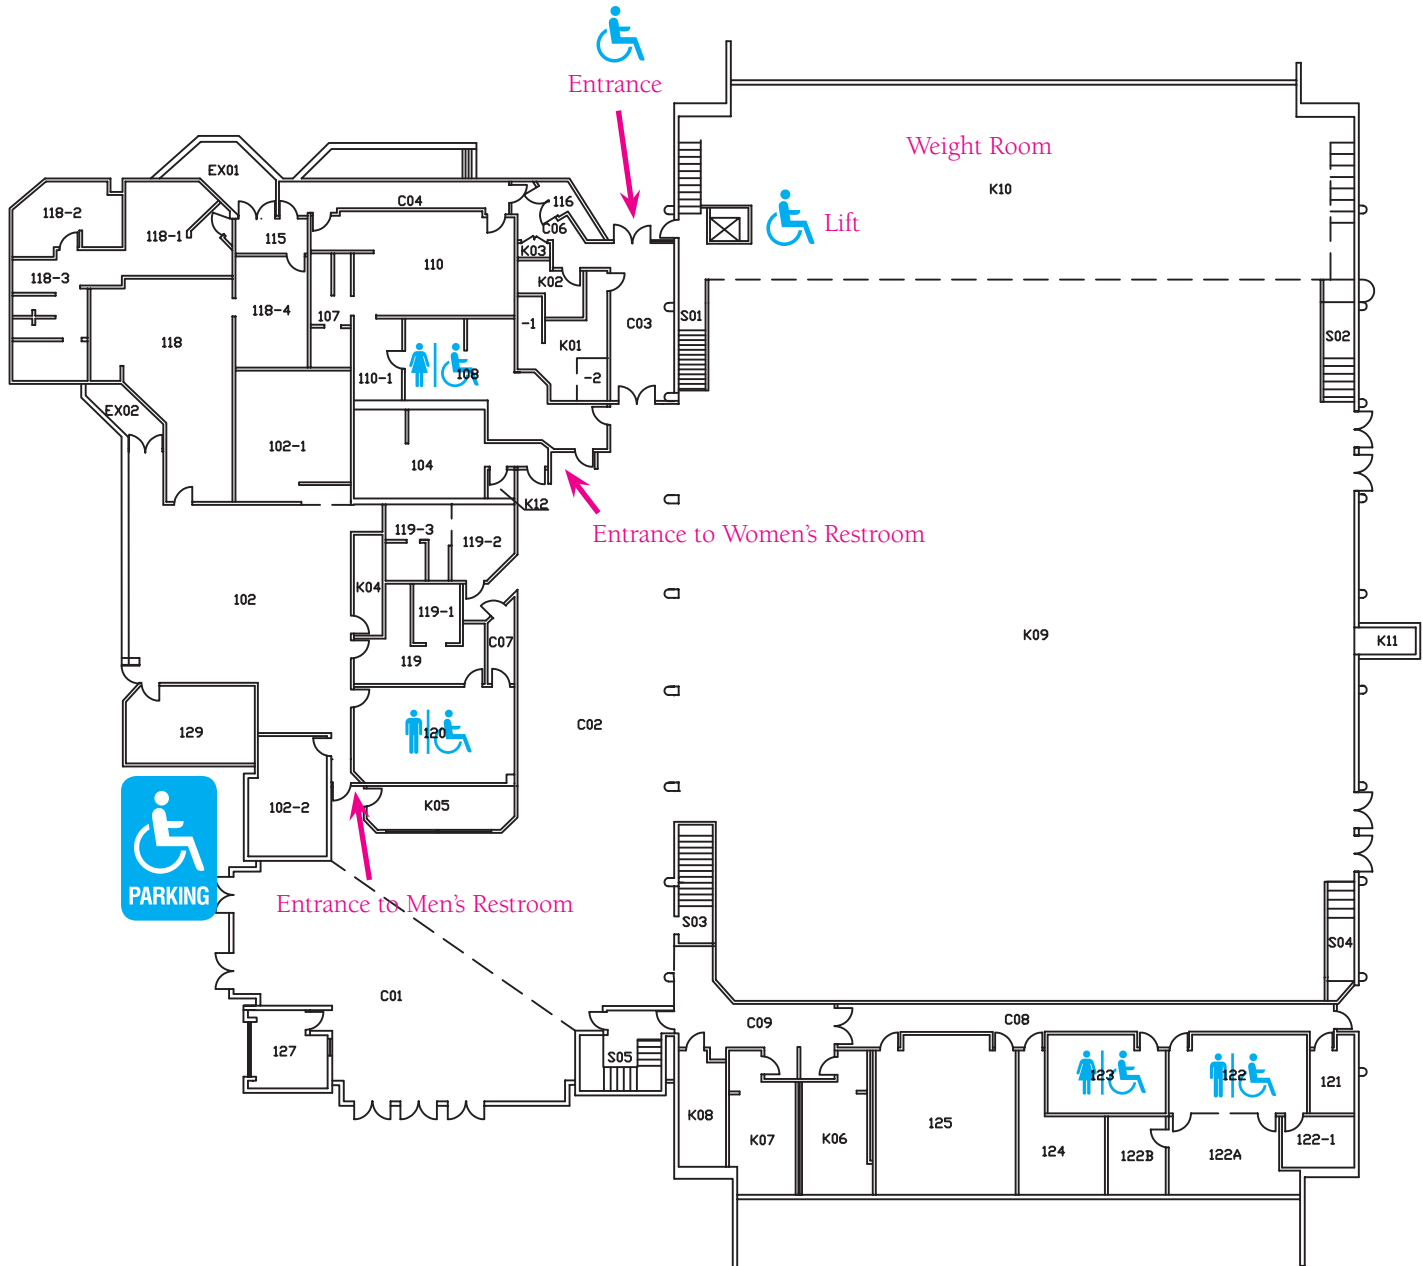 Entrance
Weight Room
EX01
K10
C04
116
118-2
Lift
C06
118-1
115
K03
110
118-3
K02
118-4
107
-1
C03
S01
S02
118
K01
108
110-1
-2
EX02
102-1
104
K12
119-3
Entrance to Women's Restroom
119-2
K04
102
119-1
K09
K11
C07
119
C02
129
120
102-2
K05
PARKING
Entrance to Men's Restroom
S03
S04
C01
C09
C08
127
S05
123
122
121
K08
125
K07
K06
122-1
124
122B
122A